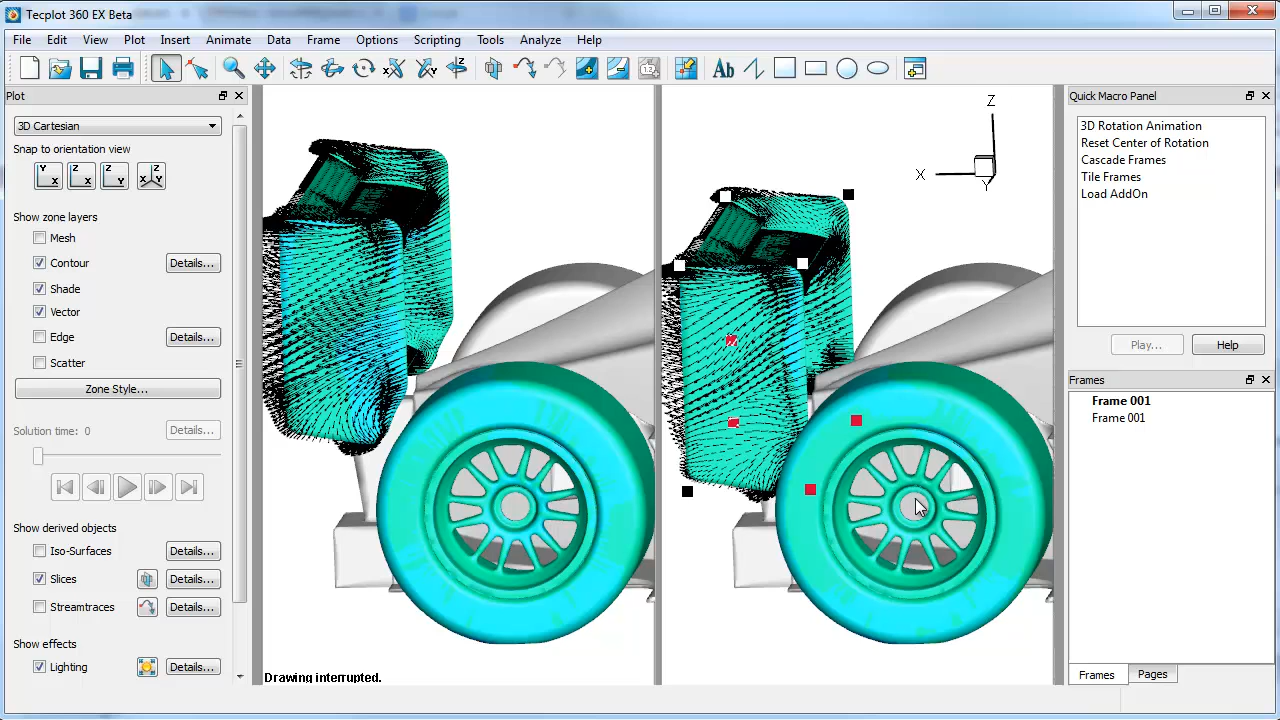 Tecplot 360 EX Beta
File Edit View Plot Insert Animate Data Frame Options Scripting Tools Analyze Help
Ab
Plot
3D Cartesian
Snap to orientation view
Y X Z X Z Y Z X Y
Show zone layers
Mesh
Contour Details...
Shade
Vector
Edge Details...
Scatter
Zone Style...
Solution time: 0 Details...
Show derived objects
Iso-Surfaces Details...
Slices Details...
Streamtraces Details...
Show effects
Lighting Details...
Drawing interrupted.
Z
X
Y
Quick Macro Panel
3D Rotation Animation
Reset Center of Rotation
Cascade Frames
Tile Frames
Load AddOn
Play... Help
Frames
Frame 001
Frame 001
Frames Pages